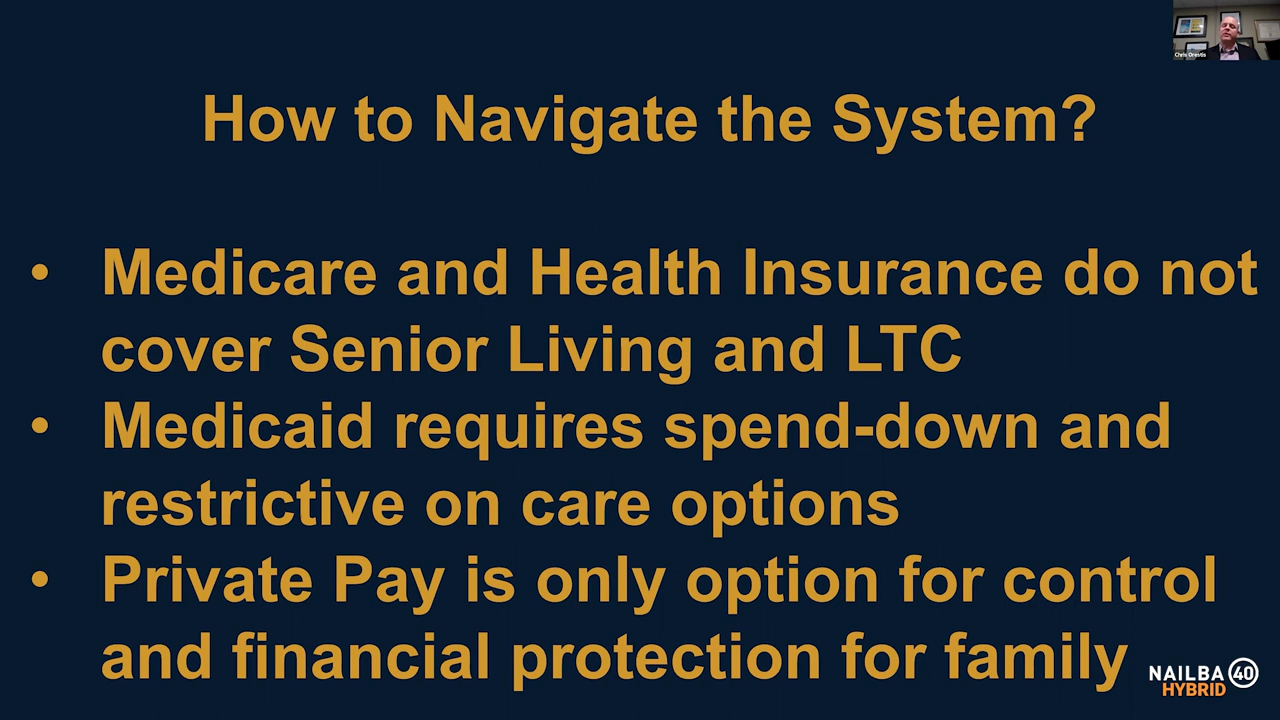 Chris Orestis
How to Navigate the System?
• Medicare and Health Insurance do not
cover Senior Living and LTC
• Medicaid requires spend-down and
restrictive on care options
• Private Pay is only option for control
and financial protection for family
NAILBA 40
HYBRID